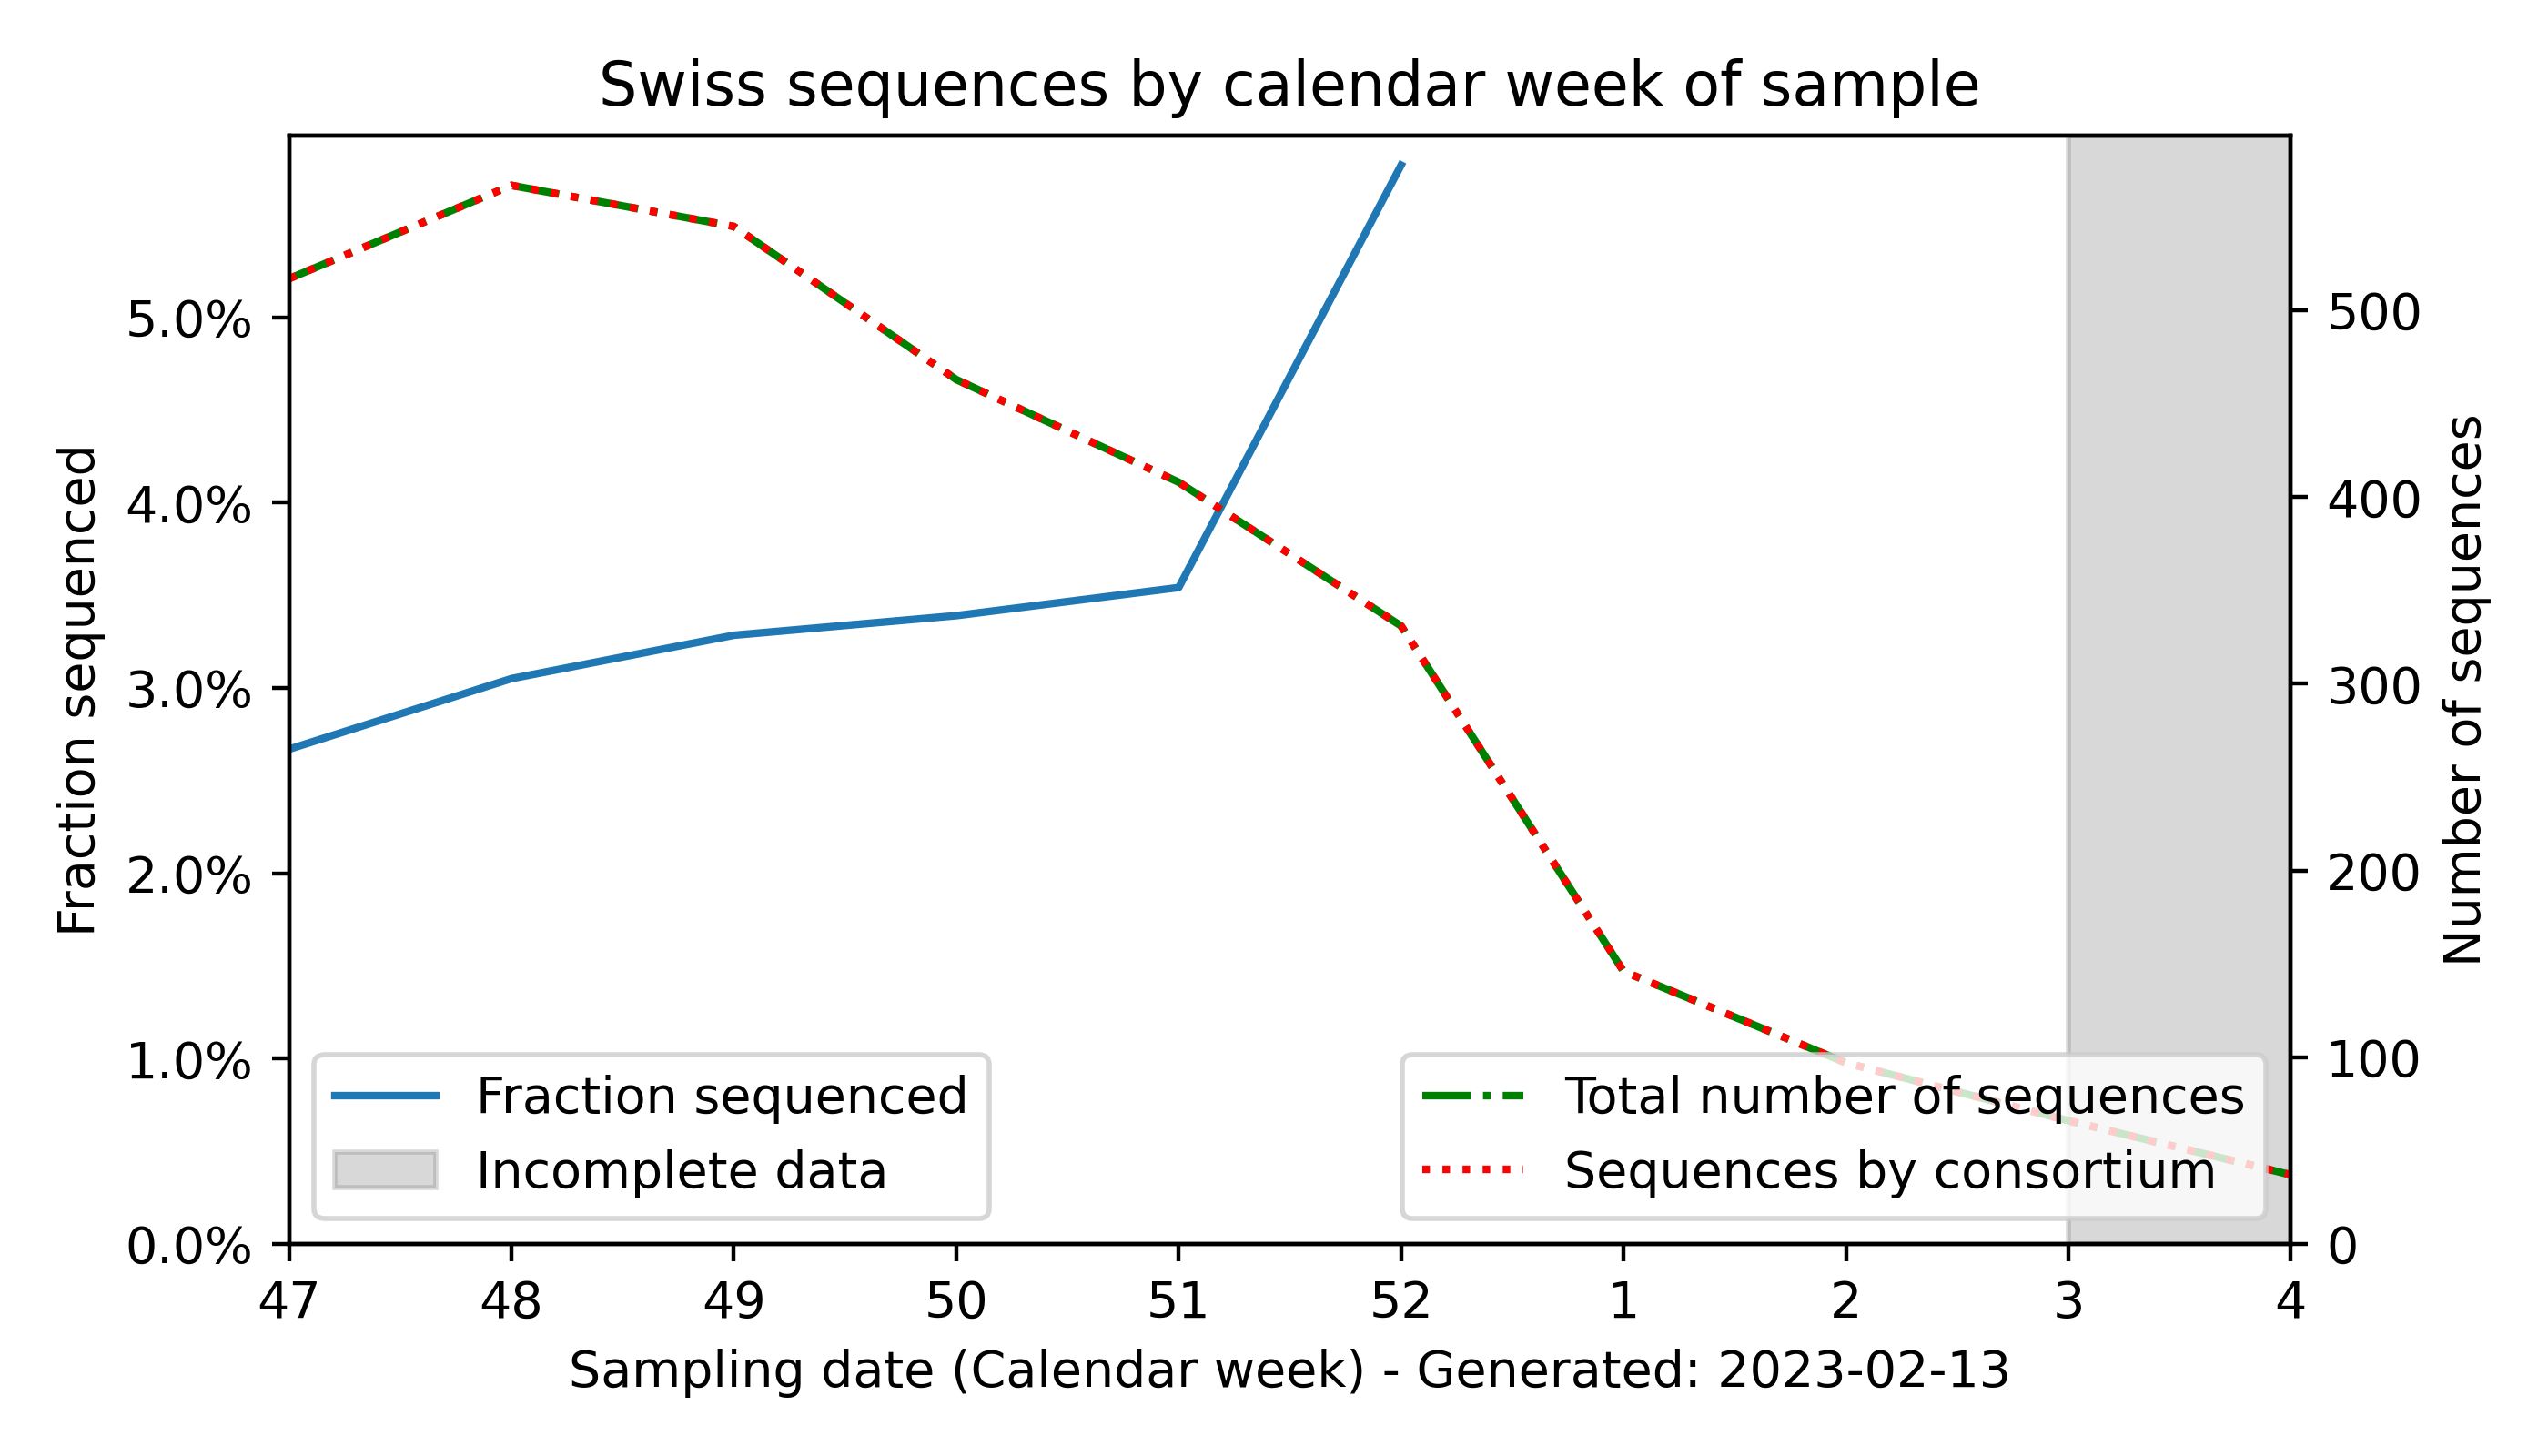 Swiss sequences by calendar week of sample
Fraction sequenced
5.0%
4.0%
3.0%
2.0%
1.0%
0.0%
500
400
300
200
100
0
Number of sequences
Fraction sequenced
Incomplete data
Total number of sequences
Sequences by consortium
47 48 49 50 51 52 1 2 3 4
Sampling date (Calendar week) - Generated: 2023-02-13